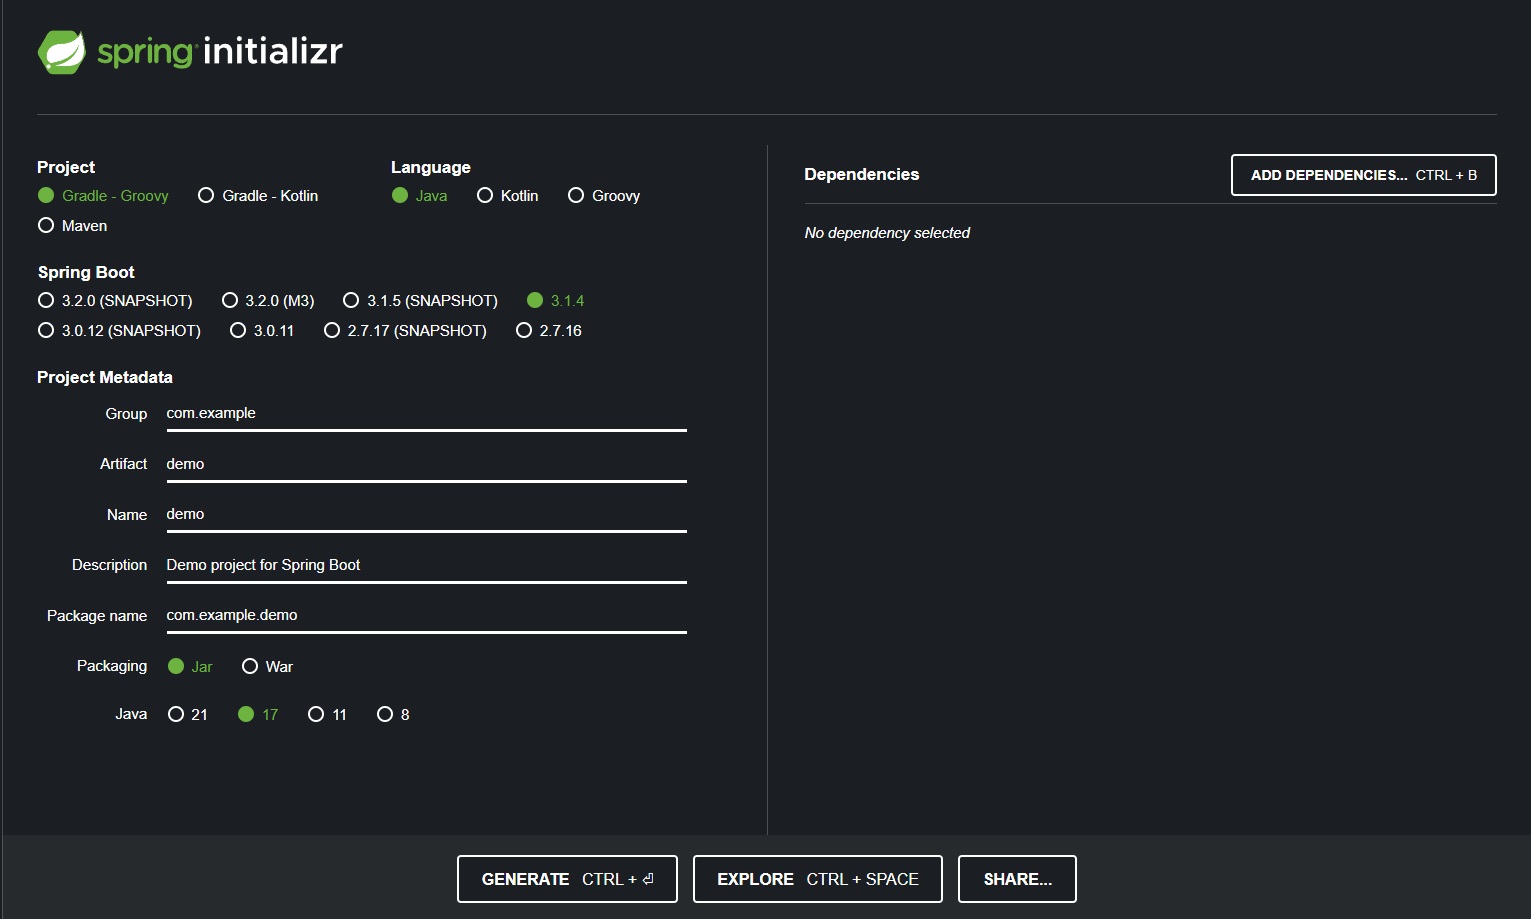 spring initializr
Project
Gradle - Groovy Gradle - Kotlin
Maven
Language
Java Kotlin Groovy
Spring Boot
3.2.0 (SNAPSHOT) 3.2.0 (M3) 3.1.5 (SNAPSHOT) 3.1.4
3.0.12 (SNAPSHOT) 3.0.11 2.7.17 (SNAPSHOT) 2.7.16
Project Metadata
Group com.example
Artifact demo
Name demo
Description Demo project for Spring Boot
Package name com.example.demo
Packaging Jar War
Java 21 17 11 8
Dependencies ADD DEPENDENCIES... CTRL + B
No dependency selected
GENERATE CTRL + ⏎ EXPLORE CTRL + SPACE SHARE...